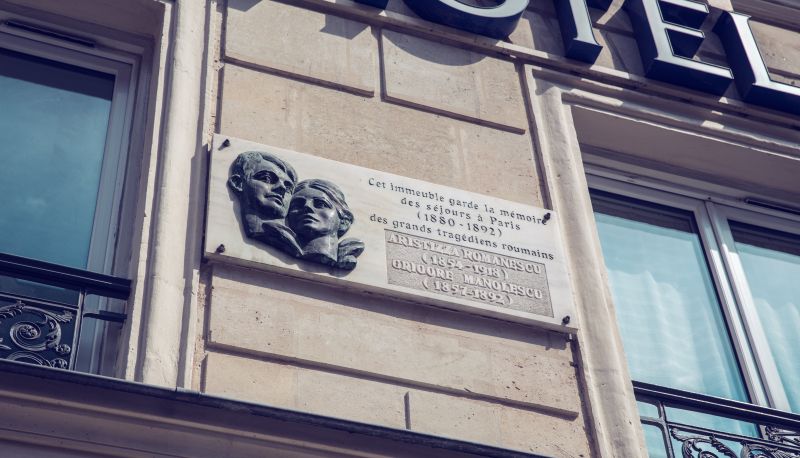 OTEL
Cet immeuble garde la mémoire
des séjours à Paris
(1880-1892)
des grands tragédiens roumains
ROMANESCU
(1854-1918)
GRIGORE MANOLESCU
(1857-1892)